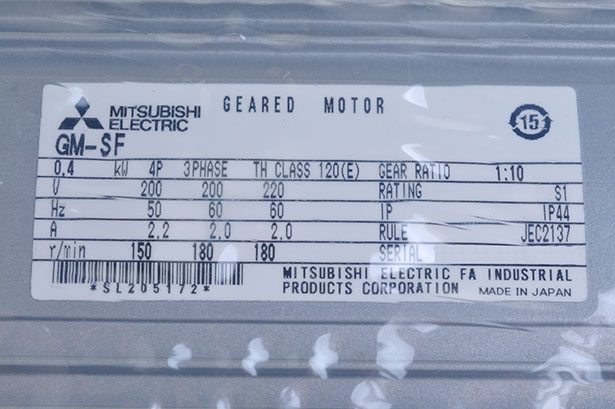 MITSUBISHI ELECTRIC GEARED MOTOR 15
GM-SF
0.4 kW 4P 3PHASE TH CLASS 120(E) GEAR RATIO 1:10
V 200 200 220 RATING S1
Hz 50 60 60 IP IP44
A 2.2 2.0 2.0 RULE JEC2137
r/min 150 180 180 SERIAL
*SL205172*
MITSUBISHI ELECTRIC FA INDUSTRIAL
PRODUCTS CORPORATION MADE IN JAPAN